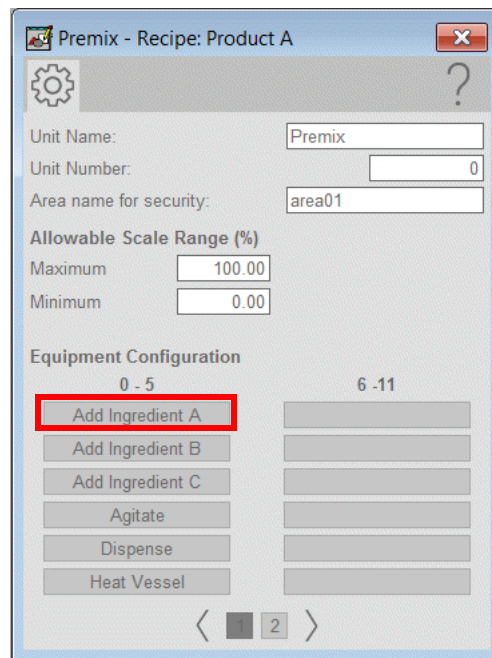 Premix - Recipe: Product A
?
Unit Name: Premix
Unit Number: 0
Area name for security: area01
Allowable Scale Range (%)
Maximum 100.00
Minimum 0.00
Equipment Configuration
0 - 5 6 -11
Add Ingredient A
Add Ingredient B
Add Ingredient C
Agitate
Dispense
Heat Vessel
1 2